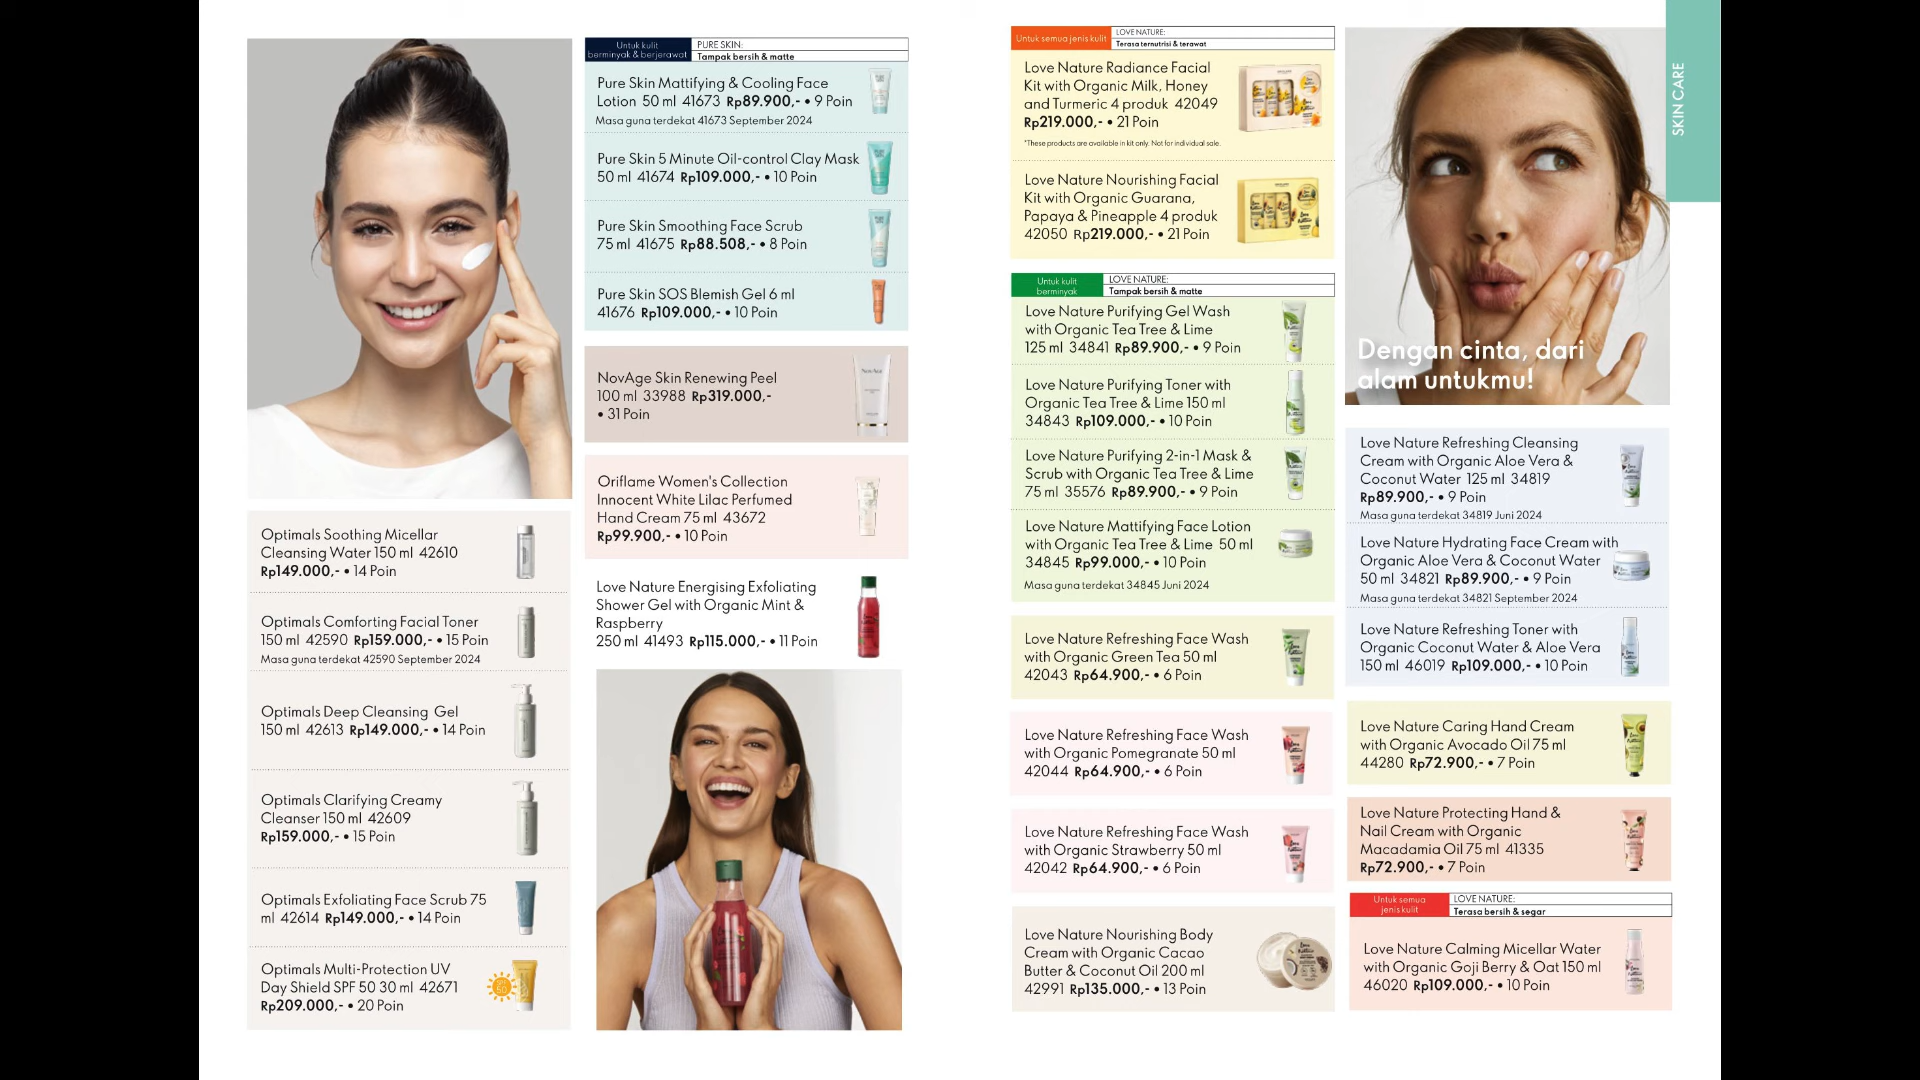 Optimals Soothing Micellar
Cleansing Water 150 ml 42610
Rp149.000,- • 14 Poin
Optimals Comforting Facial Toner
150 ml 42590 Rp159.000,- • 15 Poin
Masa guna terdekat 42590 September 2024
Optimals Deep Cleansing Gel
150 ml 42613 Rp149.000,- • 14 Poin
Optimals Clarifying Creamy
Cleanser 150 ml 42609
Rp159.000,- • 15 Poin
Optimals Exfoliating Face Scrub 75
ml 42614 Rp149.000,- • 14 Poin
Optimals Multi-Protection UV
Day Shield SPF 50 30 ml 42671
Rp209.000,- • 20 Poin
Untuk kulit
berminyak & berjerawat
PURE SKIN:
Tampak bersih & matte
Pure Skin Mattifying & Cooling Face
Lotion 50 ml 41673 Rp89.900,- • 9 Poin
Masa guna terdekat 41673 September 2024
Pure Skin 5 Minute Oil-control Clay Mask
50 ml 41674 Rp109.000,- • 10 Poin
Pure Skin Smoothing Face Scrub
75 ml 41675 Rp88.508,- • 8 Poin
Pure Skin SOS Blemish Gel 6 ml
41676 Rp109.000,- • 10 Poin
NovAge Skin Renewing Peel
100 ml 33988 Rp319.000,-
• 31 Poin
Oriflame Women's Collection
Innocent White Lilac Perfumed
Hand Cream 75 ml 43672
Rp99.900,- • 10 Poin
Love Nature Energising Exfoliating
Shower Gel with Organic Mint &
Raspberry
250 ml 41493 Rp115.000,- • 11 Poin
Untuk semua jenis kulit
LOVE NATURE:
Terasa ternutrisi & terawat
Love Nature Radiance Facial
Kit with Organic Milk, Honey
and Turmeric 4 produk 42049
Rp219.000,- • 21 Poin
*These products are available in kit only. Not for individual sale.
Love Nature Nourishing Facial
Kit with Organic Guarana,
Papaya & Pineapple 4 produk
42050 Rp219.000,- • 21 Poin
Untuk kulit
berminyak
LOVE NATURE:
Tampak bersih & matte
Love Nature Purifying Gel Wash
with Organic Tea Tree & Lime
125 ml 34841 Rp89.900,- • 9 Poin
Love Nature Purifying Toner with
Organic Tea Tree & Lime 150 ml
34843 Rp109.000,- • 10 Poin
Love Nature Purifying 2-in-1 Mask &
Scrub with Organic Tea Tree & Lime
75 ml 35576 Rp89.900,- • 9 Poin
Love Nature Mattifying Face Lotion
with Organic Tea Tree & Lime 50 ml
34845 Rp99.000,- • 10 Poin
Masa guna terdekat 34845 Juni 2024
Love Nature Refreshing Face Wash
with Organic Green Tea 50 ml
42043 Rp64.900,- • 6 Poin
Love Nature Refreshing Face Wash
with Organic Pomegranate 50 ml
42044 Rp64.900,- • 6 Poin
Love Nature Refreshing Face Wash
with Organic Strawberry 50 ml
42042 Rp64.900,- • 6 Poin
Love Nature Nourishing Body
Cream with Organic Cacao
Butter & Coconut Oil 200 ml
42991 Rp135.000,- • 13 Poin
SKIN CARE
Dengan cinta, dari
alam untukmu!
Love Nature Refreshing Cleansing
Cream with Organic Aloe Vera &
Coconut Water 125 ml 34819
Rp89.900,- • 9 Poin
Masa guna terdekat 34819 Juni 2024
Love Nature Hydrating Face Cream with
Organic Aloe Vera & Coconut Water
50 ml 34821 Rp89.900,- • 9 Poin
Masa guna terdekat 34821 September 2024
Love Nature Refreshing Toner with
Organic Coconut Water & Aloe Vera
150 ml 46019 Rp109.000,- • 10 Poin
Love Nature Caring Hand Cream
with Organic Avocado Oil 75 ml
44280 Rp72.900,- • 7 Poin
Love Nature Protecting Hand &
Nail Cream with Organic
Macadamia Oil 75 ml 41335
Rp72.900,- • 7 Poin
Untuk semua
jenis kulit
LOVE NATURE:
Terasa bersih & segar
Love Nature Calming Micellar Water
with Organic Goji Berry & Oat 150 ml
46020 Rp109.000,- • 10 Poin